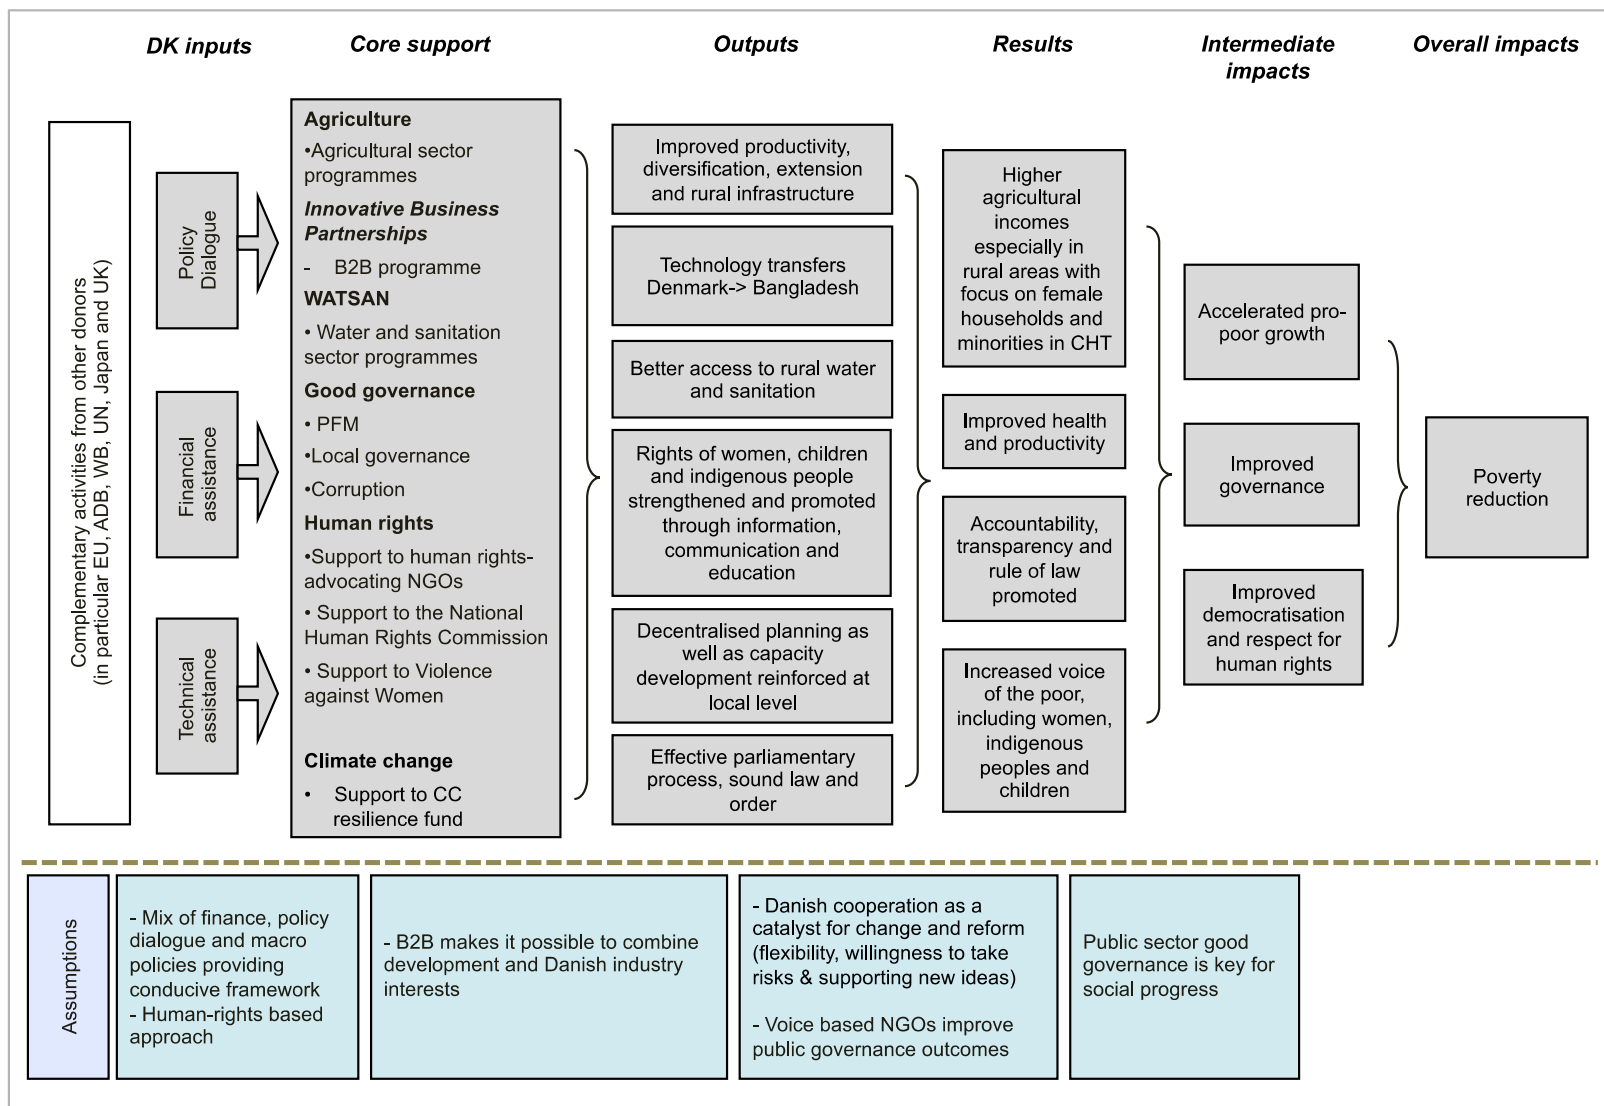 DK inputs
Core support
Outputs
Results
Intermediate
impacts
Overall impacts
Complementary activities from other donors
(in particular EU, ADB, WB, UN, Japan and UK)
Policy
Dialogue
Financial
assistance
Technical
assistance
Agriculture
•Agricultural sector
programmes
Innovative Business
Partnerships
- B2B programme
WATSAN
• Water and sanitation
sector programmes
Good governance
• PFM
•Local governance
•Corruption
Human rights
•Support to human rights-
advocating NGOs
• Support to the National
Human Rights Commission
• Support to Violence
against Women
Climate change
• Support to CC
resilience fund
Improved productivity,
diversification, extension
and rural infrastructure
Technology transfers
Denmark-> Bangladesh
Better access to rural water
and sanitation
Rights of women, children
and indigenous people
strengthened and promoted
through information,
communication and
education
Decentralised planning as
well as capacity
development reinforced at
local level
Effective parliamentary
process, sound law and
order
Higher
agricultural
incomes
especially in
rural areas with
focus on female
households and
minorities in CHT
Improved health
and productivity
Accountability,
transparency and
rule of law
promoted
Increased voice
of the poor,
including women,
indigenous
peoples and
children
Accelerated pro-
poor growth
Improved
governance
Improved
democratisation
and respect for
human rights
Poverty
reduction
Assumptions
- Mix of finance, policy
dialogue and macro
policies providing
conducive framework
- Human-rights based
approach
- B2B makes it possible to combine
development and Danish industry
interests
- Danish cooperation as a
catalyst for change and reform
(flexibility, willingness to take
risks & supporting new ideas)
- Voice based NGOs improve
public governance outcomes
Public sector good
governance is key for
social progress